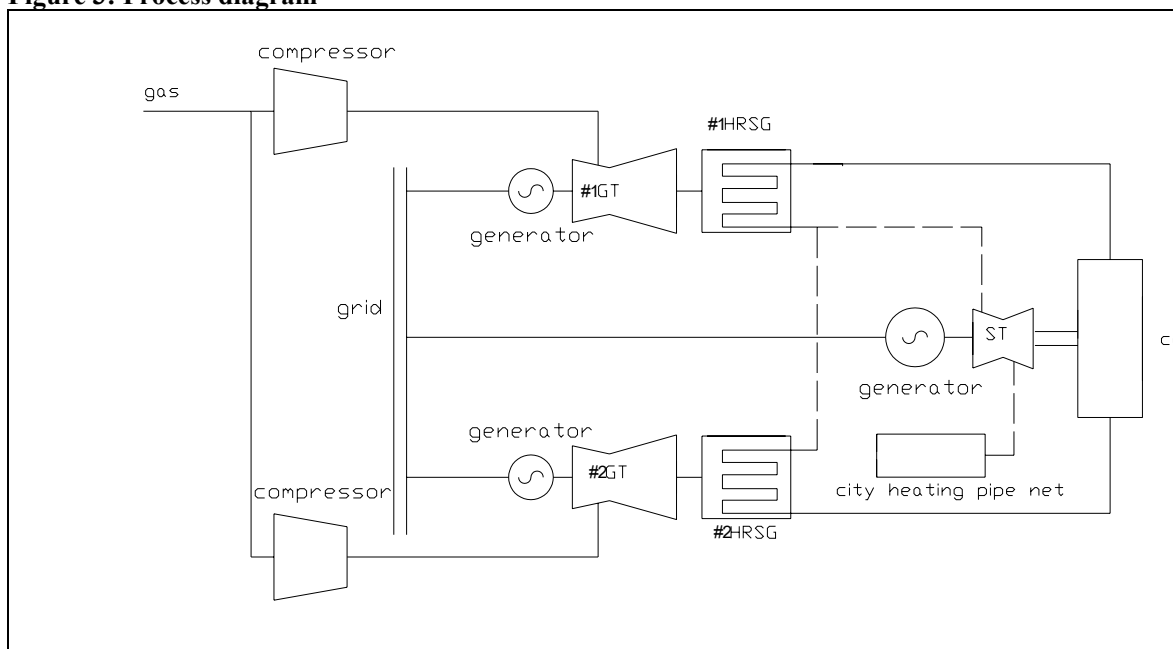 Figure 3: Process diagram
compressor
gas
#1HRSG
#1GT
generator
grid
ST
c
generator
generator
#2GT
compressor
city heating pipe net
#2HRSG